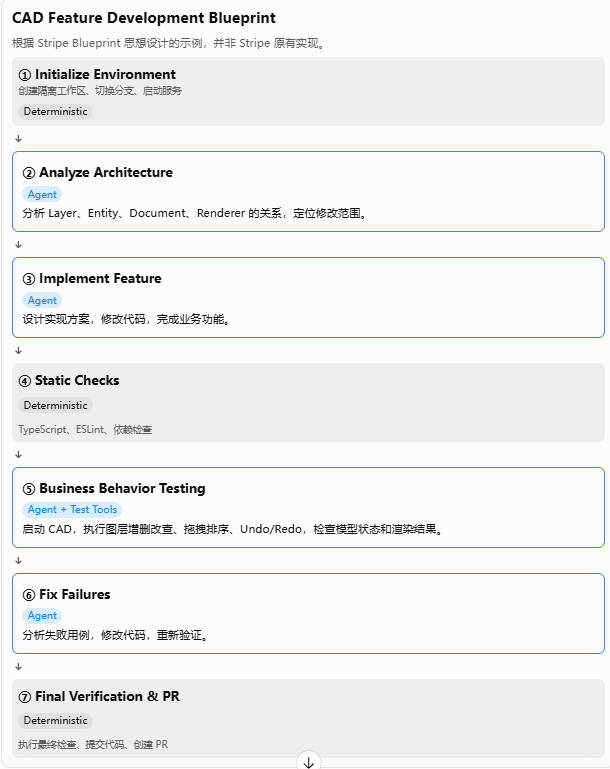 CAD Feature Development Blueprint
根据 Stripe Blueprint 思想设计的示例，并非 Stripe 原有实现。
① Initialize Environment
创建隔离工作区、切换分支、启动服务
Deterministic
↓
② Analyze Architecture
Agent
分析 Layer、Entity、Document、Renderer 的关系，定位修改范围。
↓
③ Implement Feature
Agent
设计实现方案，修改代码，完成业务功能。
↓
④ Static Checks
Deterministic
TypeScript、ESLint、依赖检查
↓
⑤ Business Behavior Testing
Agent + Test Tools
启动 CAD，执行图层增删改查、拖拽排序、Undo/Redo，检查模型状态和渲染结果。
↓
⑥ Fix Failures
Agent
分析失败用例，修改代码，重新验证。
↓
⑦ Final Verification & PR
Deterministic
执行最终检查、提交代码、创建 PR
↓